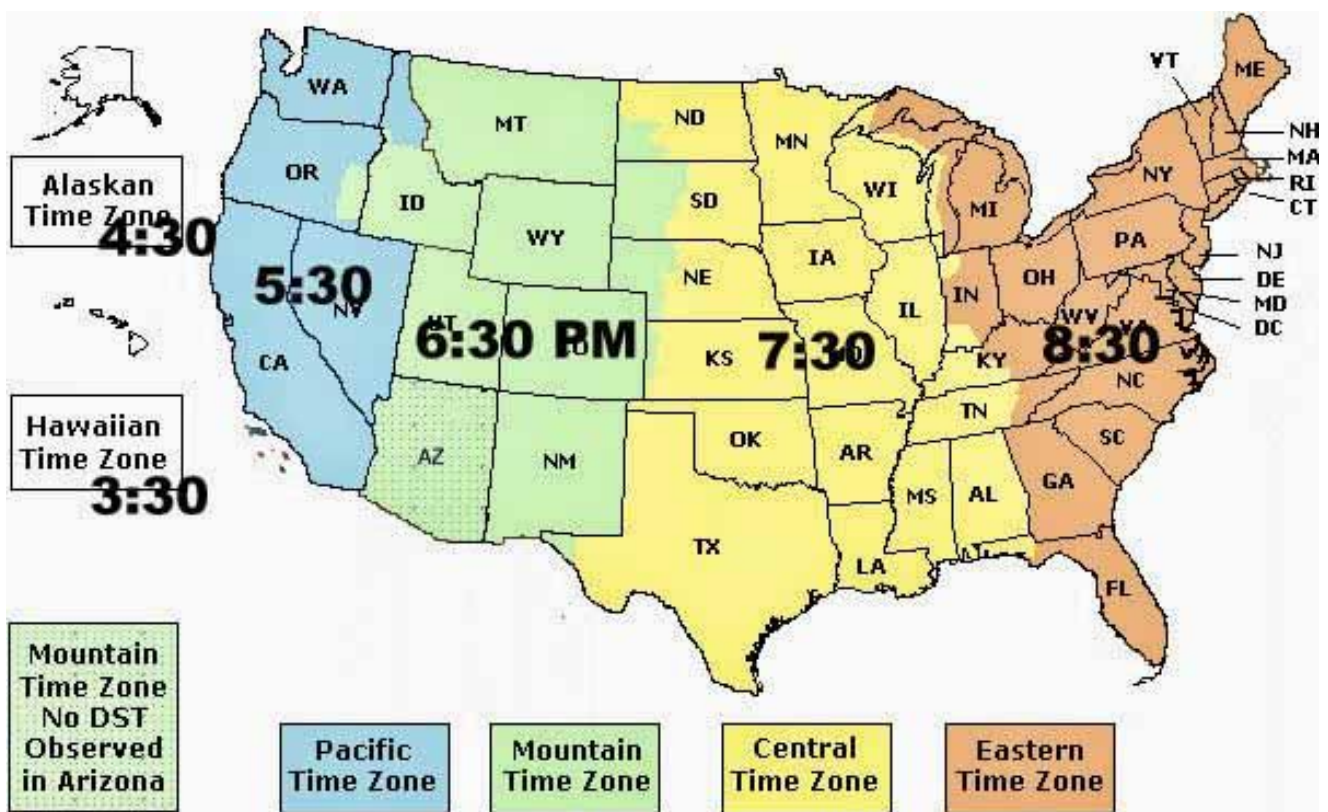 WA
MT
ND
MN
ME
VT
NH
MA
RI
CT
NY
OR
ID
SD
WI
MI
Alaskan
Time Zone
4:30
WY
IA
PA
NJ
5:30
NE
IL
IN
OH
DE
MD
DC
NV
UT
6:30 PM
7:30
WV
VA
8:30
CA
KS
KY
NC
Hawaiian
Time Zone
3:30
AZ
NM
OK
AR
TN
SC
MS
AL
GA
TX
LA
FL
Mountain
Time Zone
No DST
Observed
in Arizona
Pacific
Time Zone
Mountain
Time Zone
Central
Time Zone
Eastern
Time Zone